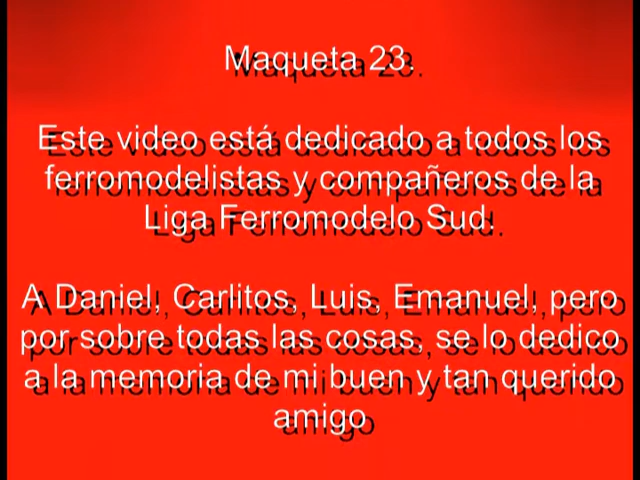 Maqueta 23.
Este video está dedicado a todos los
ferromodelistas y compañeros de la
Liga Ferromodelo Sud.
A Daniel, Carlitos, Luis, Emanuel, pero
por sobre todas las cosas, se lo dedico
a la memoria de mi buen y tan querido
amigo